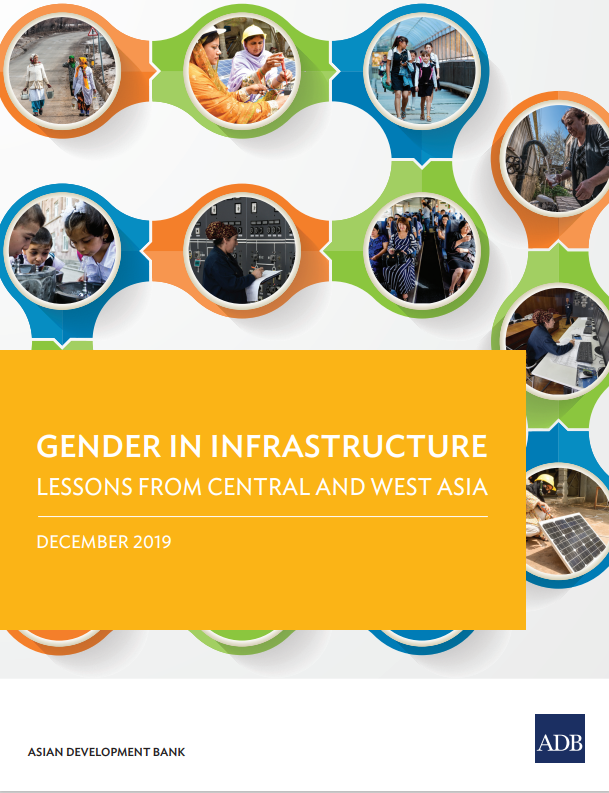 GENDER IN INFRASTRUCTURE
LESSONS FROM CENTRAL AND WEST ASIA
DECEMBER 2019
ASIAN DEVELOPMENT BANK
ADB